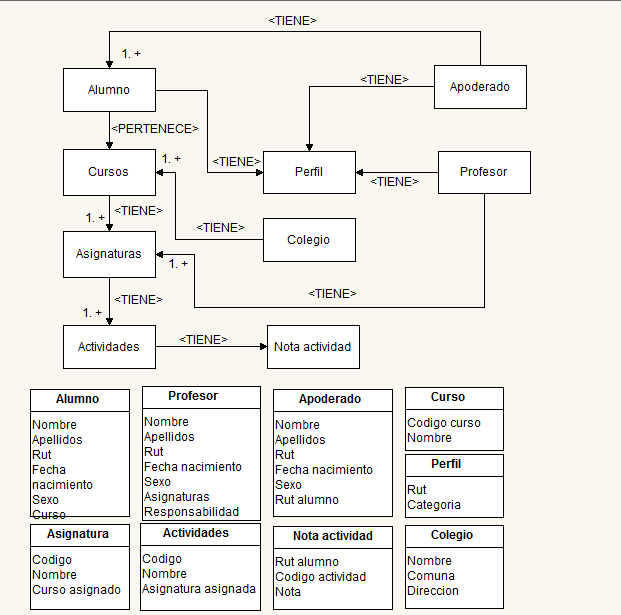 <TIENE>
1. +
<TIENE>
Alumno
Apoderado
<PERTENECE>
1. +
<TIENE>
Cursos
Perfil
Profesor
<TIENE>
<TIENE>
1. +
<TIENE>
Colegio
Asignaturas
1. +
<TIENE>
<TIENE>
1. +
<TIENE>
Actividades
Nota actividad
Alumno
Nombre
Apellidos
Rut
Fecha
nacimiento
Sexo
Curso
Profesor
Nombre
Apellidos
Rut
Fecha nacimiento
Sexo
Asignaturas
Responsabilidad
Apoderado
Nombre
Apellidos
Rut
Fecha nacimiento
Sexo
Rut alumno
Curso
Codigo curso
Nombre
Perfil
Rut
Categoria
Asignatura
Codigo
Nombre
Curso asignado
Actividades
Codigo
Nombre
Asignatura asignada
Nota actividad
Rut alumno
Codigo actividad
Nota
Colegio
Nombre
Comuna
Direccion